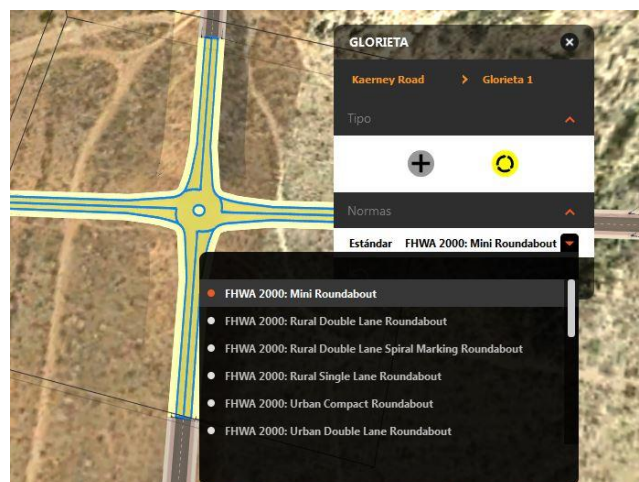 GLORIETA
Kaerney Road > Glorieta 1
Tipo
Normas
Estándar FHWA 2000: Mini Roundabout
FHWA 2000: Mini Roundabout
FHWA 2000: Rural Double Lane Roundabout
FHWA 2000: Rural Double Lane Spiral Marking Roundabout
FHWA 2000: Rural Single Lane Roundabout
FHWA 2000: Urban Compact Roundabout
FHWA 2000: Urban Double Lane Roundabout